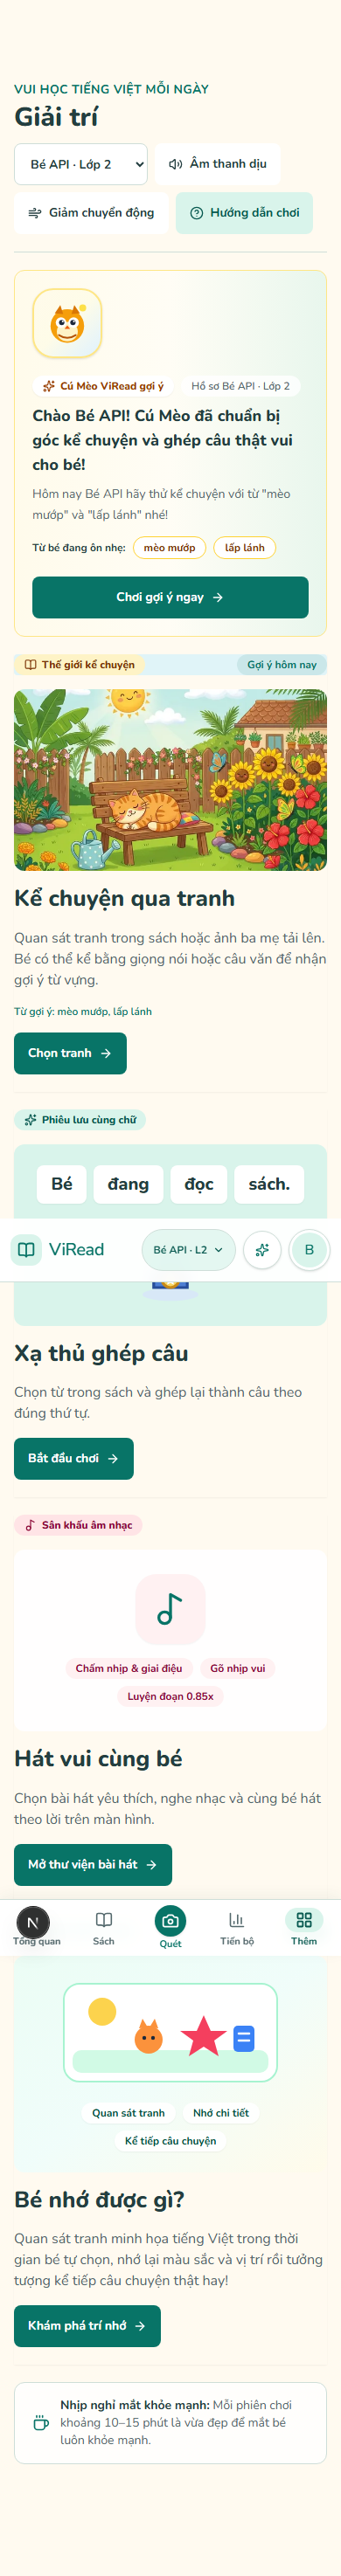 VUI HỌC TIẾNG VIỆT MỖI NGÀY
Giải trí
Bé API · Lớp 2
Âm thanh dịu
Giảm chuyển động
Hướng dẫn chơi
Cú Mèo ViRead gợi ý
Hồ sơ Bé API · Lớp 2
Chào Bé API! Cú Mèo đã chuẩn bị
góc kể chuyện và ghép câu thật vui
cho bé!
Hôm nay Bé API hãy thử kể chuyện với từ "mèo
mướp" và "lấp lánh" nhé!
Từ bé đang ôn nhẹ:
mèo mướp
lấp lánh
Chơi gợi ý ngay
Thế giới kể chuyện
Gợi ý hôm nay
Kể chuyện qua tranh
Quan sát tranh trong sách hoặc ảnh ba mẹ tải lên.
Bé có thể kể bằng giọng nói hoặc câu văn để nhận
gợi ý từ vựng.
Từ gợi ý: mèo mướp, lấp lánh
Chọn tranh
Phiêu lưu cùng chữ
Bé
đang
đọc
sách.
ViRead
Bé API · L2
B
Xạ thủ ghép câu
Chọn từ trong sách và ghép lại thành câu theo
đúng thứ tự.
Bắt đầu chơi
Sân khấu âm nhạc
Chấm nhịp & giai điệu
Gõ nhịp vui
Luyện đoạn 0.85x
Hát vui cùng bé
Chọn bài hát yêu thích, nghe nhạc và cùng bé hát
theo lời trên màn hình.
Mở thư viện bài hát
N
Tổng quan
Sách
Quét
Tiến bộ
Thêm
Quan sát tranh
Nhớ chi tiết
Kể tiếp câu chuyện
Bé nhớ được gì?
Quan sát tranh minh họa tiếng Việt trong thời
gian bé tự chọn, nhớ lại màu sắc và vị trí rồi tưởng
tượng kể tiếp câu chuyện thật hay!
Khám phá trí nhớ
Nhịp nghỉ mắt khỏe mạnh: Mỗi phiên chơi
khoảng 10–15 phút là vừa đẹp để mắt bé
luôn khỏe mạnh.